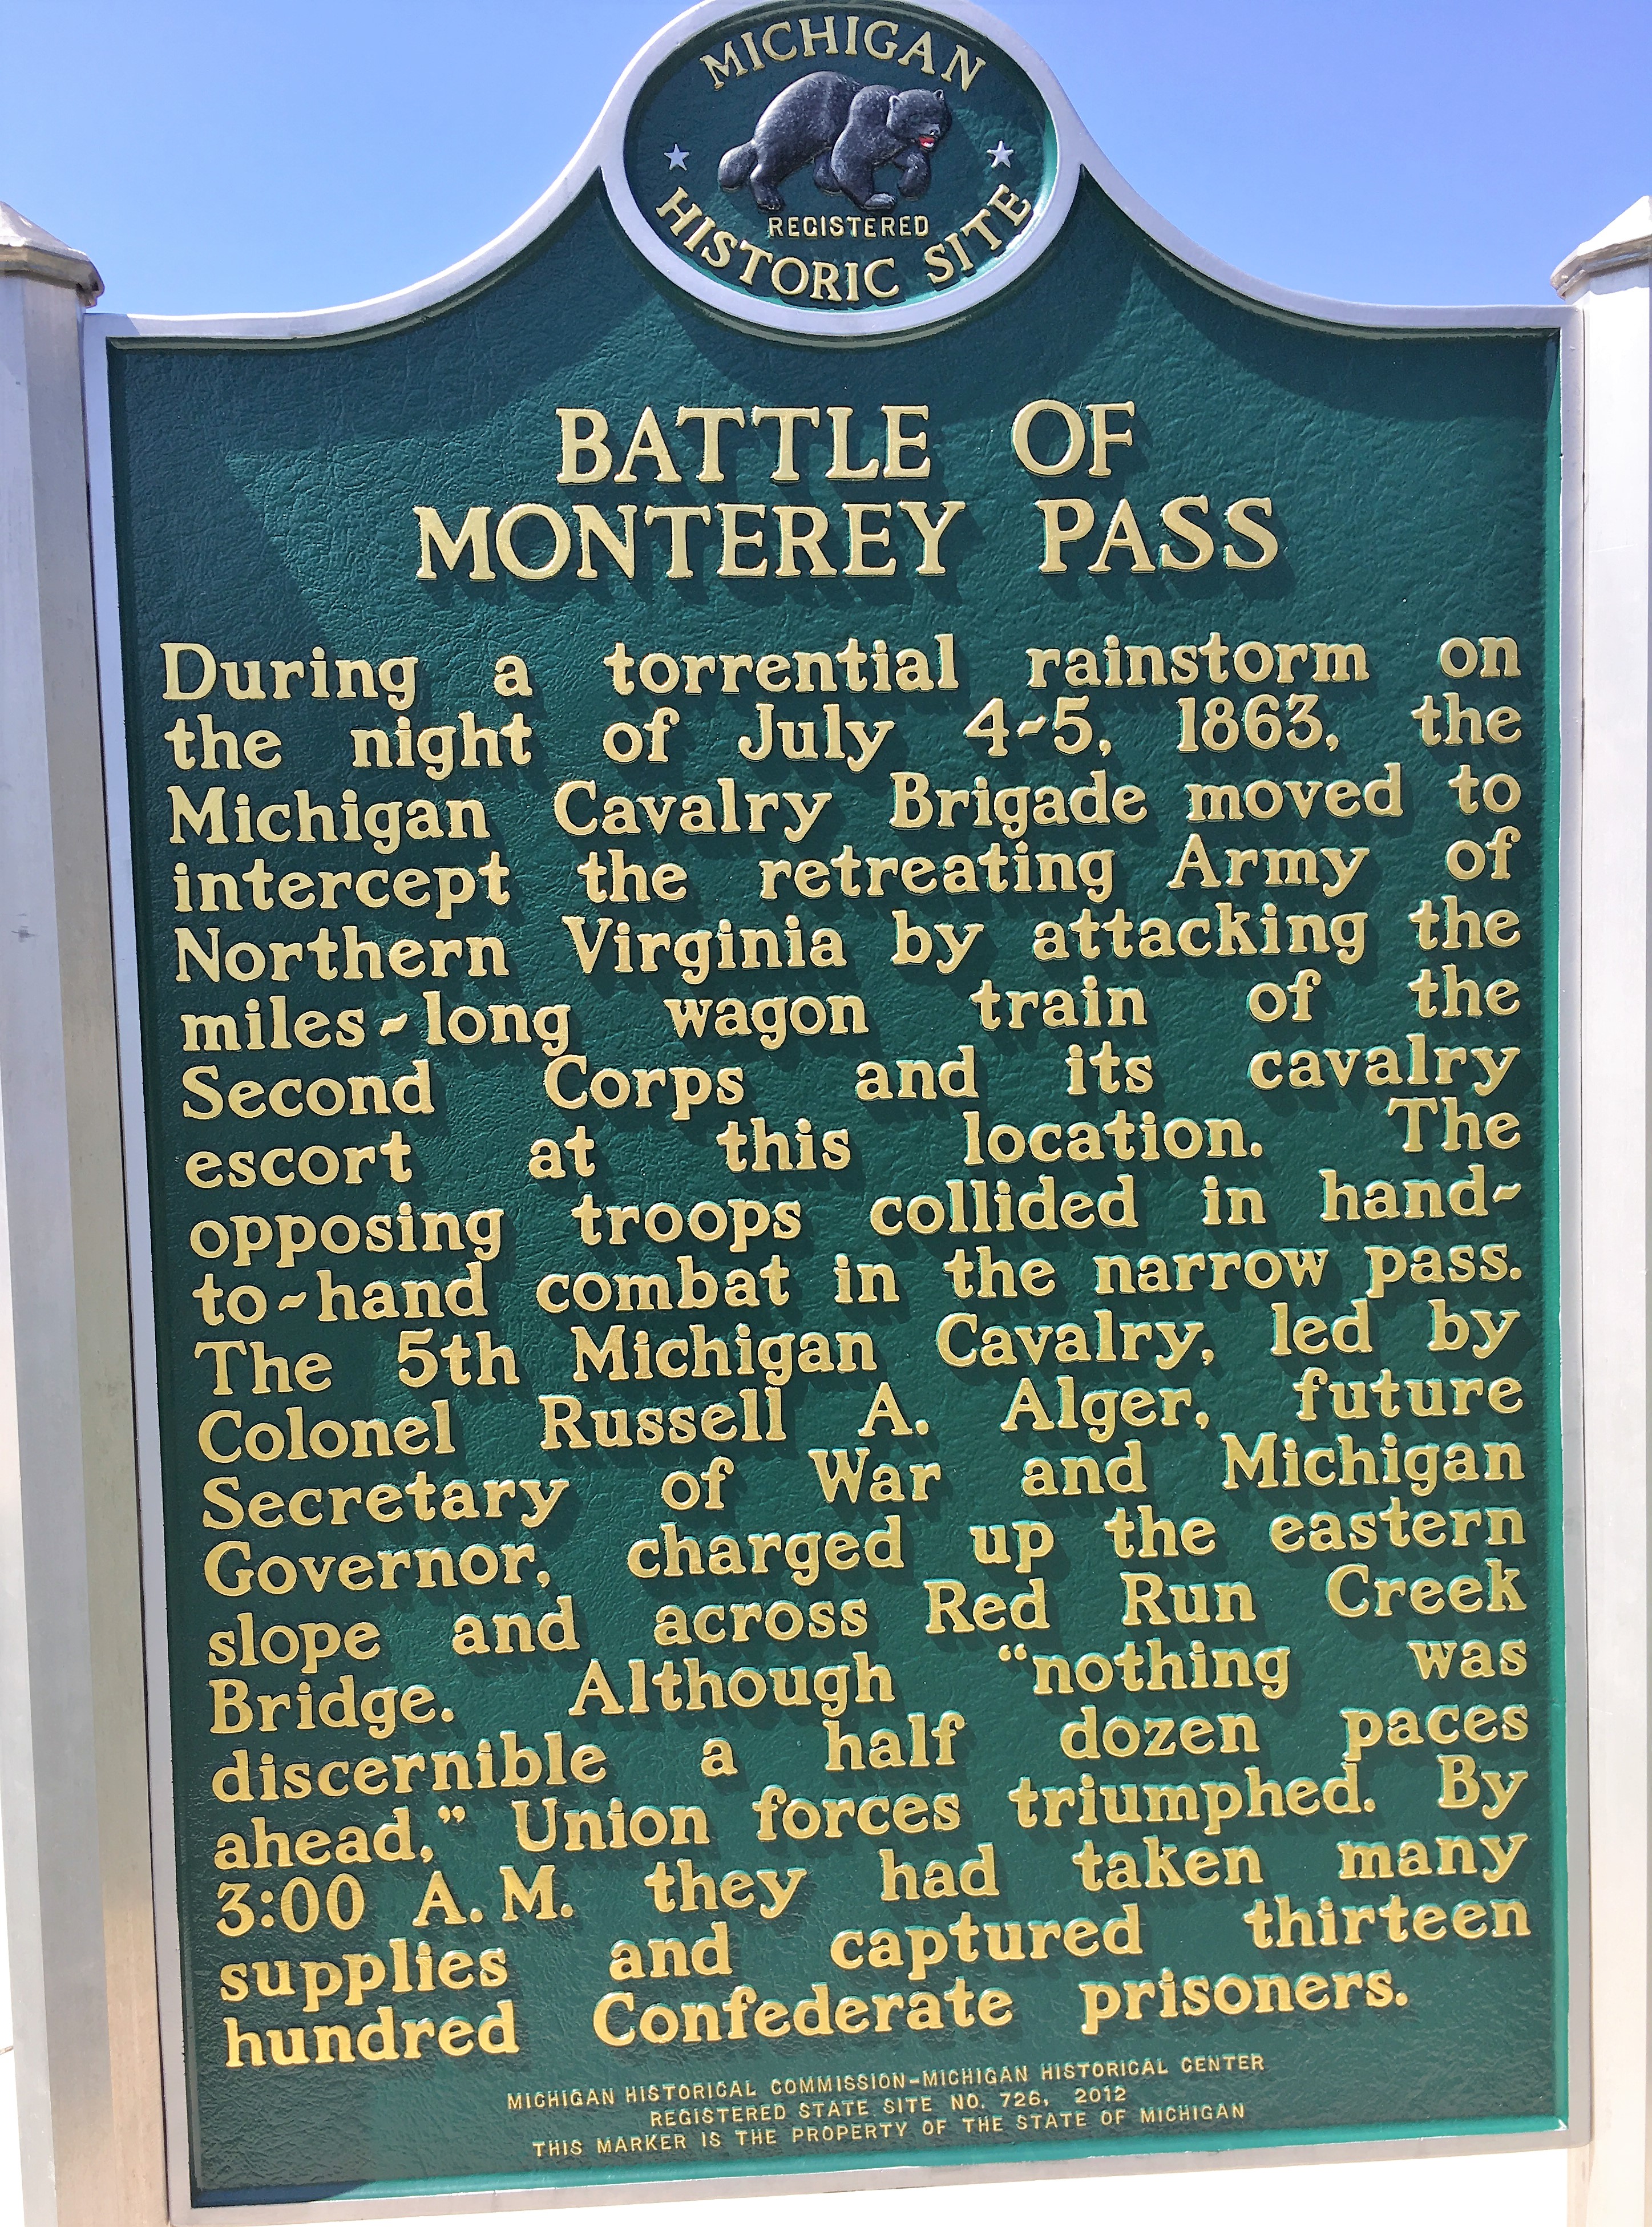 MICHIGAN
REGISTERED
HISTORIC SITE
BATTLE OF
MONTEREY PASS
During a torrential rainstorm on
the night of July 4-5, 1863, the
Michigan Cavalry Brigade moved to
intercept the retreating Army of
Northern Virginia by attacking the
miles-long wagon train of the
Second Corps and its cavalry
escort at this location. The
opposing troops collided in hand-
to-hand combat in the narrow pass.
The 5th Michigan Cavalry, led by
Colonel Russell A. Alger, future
Secretary of War and Michigan
Governor, charged up the eastern
slope and across Red Run Creek
Bridge. Although “nothing was
discernible a half dozen paces
ahead,” Union forces triumphed. By
3:00 A.M. they had taken many
supplies and captured thirteen
hundred Confederate prisoners.
MICHIGAN HISTORICAL COMMISSION-MICHIGAN HISTORICAL CENTER
REGISTERED STATE SITE NO. 726, 2012
THIS MARKER IS THE PROPERTY OF THE STATE OF MICHIGAN